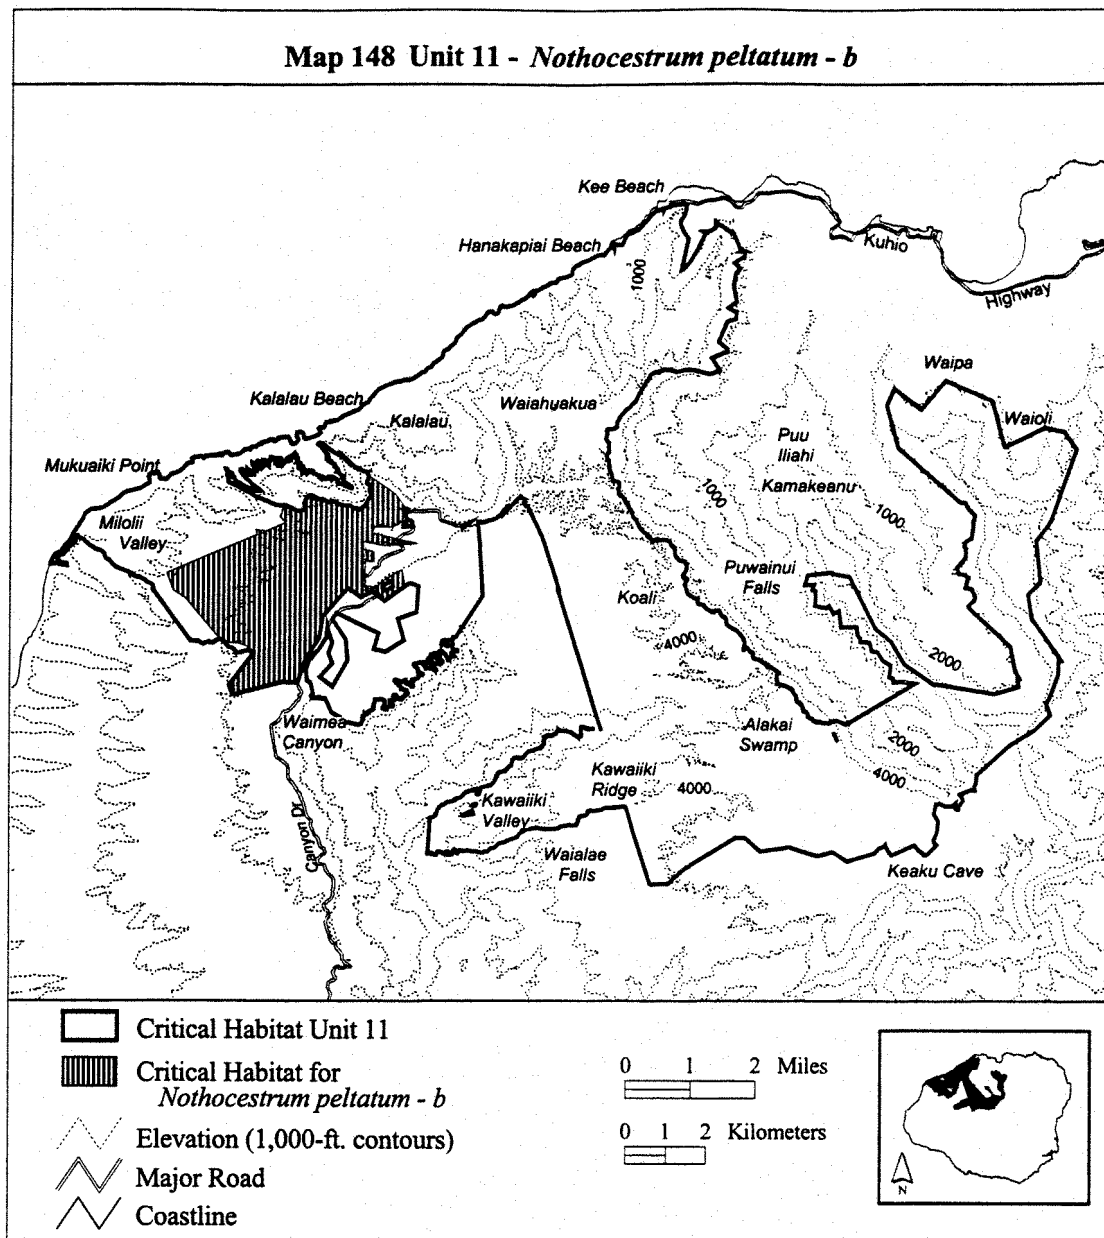 Map 148 Unit 11 - Nothocestrum peltatum - b
Kee Beach
Hanakapiai Beach
Kuhio
Highway
1000
Waipa
Waioli
Kalalau Beach
Kalalau
Waiahuakua
Puu
Iliahi
Kamakeanu
Mukuaiki Point
1000
1000
Milolii
Valley
Puwainui
Falls
Koali
4000
2000
Waimea
Canyon
Alakai
Swamp
2000
4000
Kawaiiki
Ridge
4000
Kawaiiki
Valley
Canyon Dr
Waialae
Falls
Keaku Cave
Critical Habitat Unit 11
Critical Habitat for
Nothocestrum peltatum - b
Elevation (1,000-ft. contours)
Major Road
Coastline
0 1 2 Miles
0 1 2 Kilometers
N